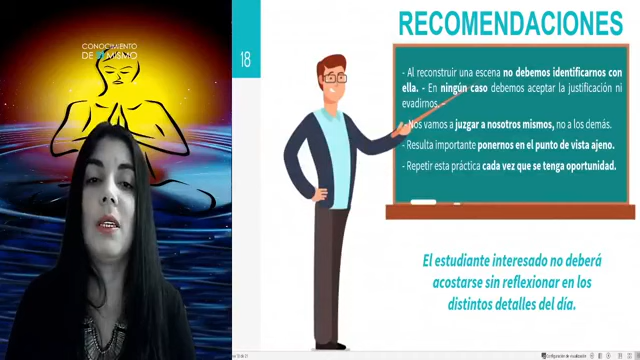 CONOCIMIENTO
DE MISMO
18
RECOMENDACIONES
- Al reconstruir una escena no debemos identificarnos con
ella. - En ningún caso debemos aceptar la justificación ni
evadirnos. -
- Nos vamos a juzgar a nosotros mismos, no a los demás.
- Resulta importante ponernos en el punto de vista ajeno.
- Repetir esta práctica cada vez que se tenga oportunidad.
El estudiante interesado no deberá
acostarse sin reflexionar en los
distintos detalles del día.
Configuración de visualización